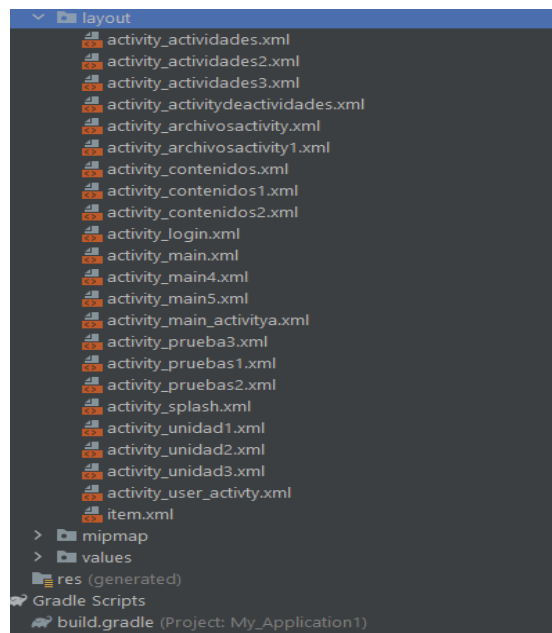 layout
activity_actividades.xml
activity_actividades2.xml
activity_actividades3.xml
activity_activitydeactividades.xml
activity_archivosactivity.xml
activity_archivosactivity1.xml
activity_contenidos.xml
activity_contenidos1.xml
activity_contenidos2.xml
activity_login.xml
activity_main.xml
activity_main4.xml
activity_main5.xml
activity_main_activitya.xml
activity_prueba3.xml
activity_pruebas1.xml
activity_pruebas2.xml
activity_splash.xml
activity_unidad1.xml
activity_unidad2.xml
activity_unidad3.xml
activity_user_activty.xml
item.xml
mipmap
values
res (generated)
Gradle Scripts
build.gradle (Project: My_Application1)